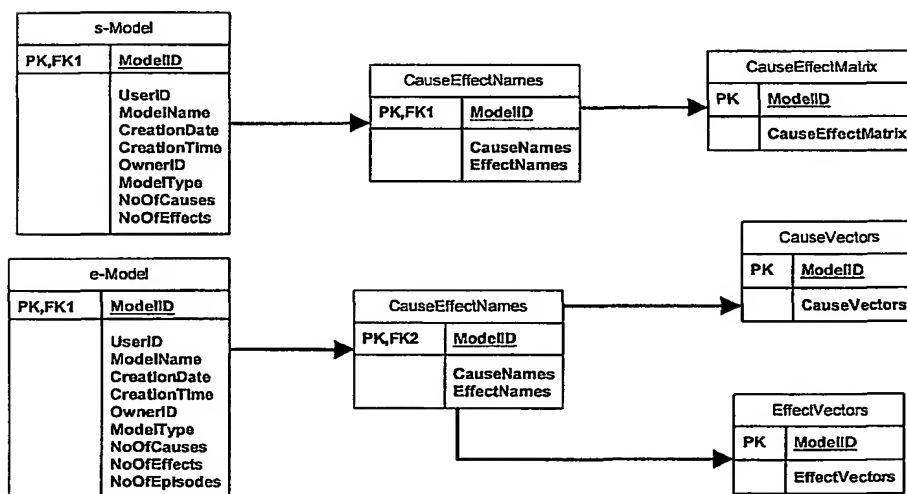 s-Model
PK,FK1 ModelID
UserID
ModelName
CreationDate
CreationTime
OwnerID
ModelType
NoOfCauses
NoOfEffects
CauseEffectNames
PK,FK1 ModelID
CauseNames
EffectNames
CauseEffectMatrix
PK ModelID
CauseEffectMatrix
e-Model
PK,FK1 ModelID
UserID
ModelName
CreationDate
CreationTime
OwnerID
ModelType
NoOfCauses
NoOfEffects
NoOfEpisodes
CauseEffectNames
PK,FK2 ModelID
CauseNames
EffectNames
CauseVectors
PK ModelID
CauseVectors
EffectVectors
PK ModelID
EffectVectors